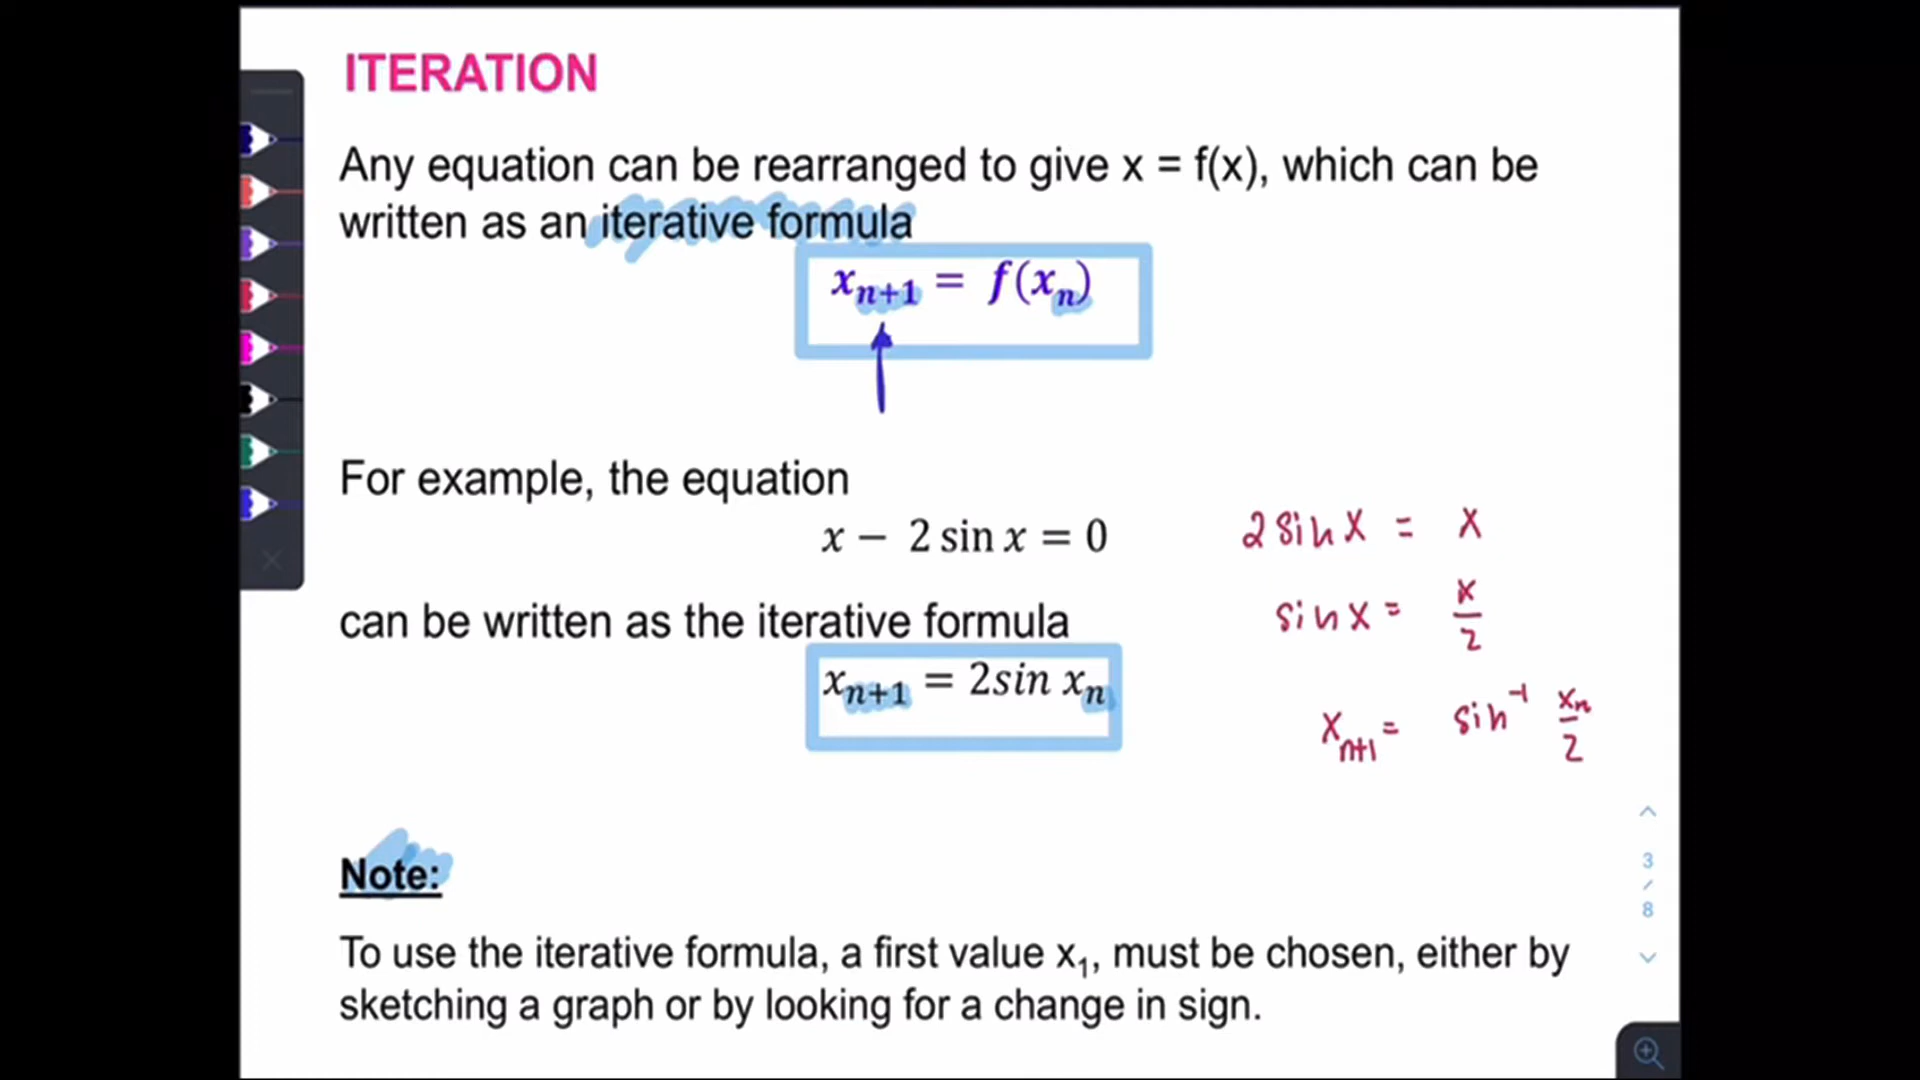 ITERATION
Any equation can be rearranged to give x = f(x), which can be
written as an iterative formula
xₙ₊₁ = f(xₙ)
For example, the equation
x − 2 sin x = 0
2 sin x = x
can be written as the iterative formula
sin x = x/2
xₙ₊₁ = 2sin xₙ
xₙ₊₁ = sin⁻¹ xₙ/2
Note:
3
/
8
To use the iterative formula, a first value x₁, must be chosen, either by
sketching a graph or by looking for a change in sign.